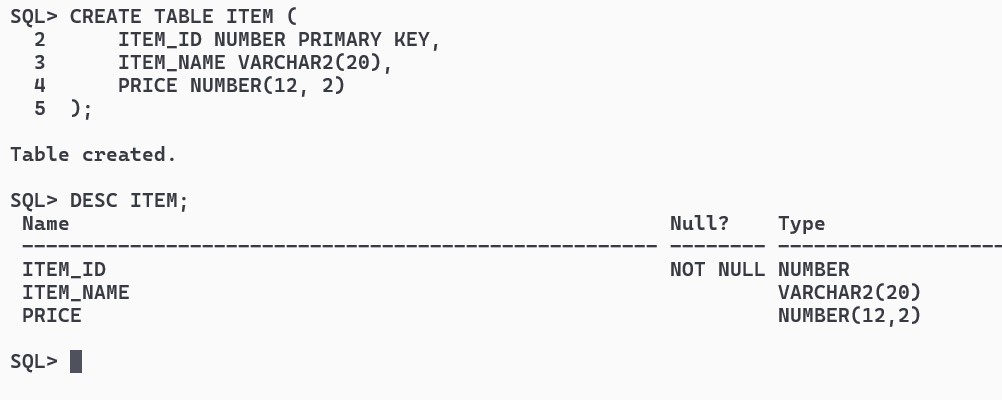 SQL> CREATE TABLE ITEM (
  2      ITEM_ID NUMBER PRIMARY KEY,
  3      ITEM_NAME VARCHAR2(20),
  4      PRICE NUMBER(12, 2)
  5  );

Table created.

SQL> DESC ITEM;
 Name                                                  Null?    Type
 ----------------------------------------------------- -------- -------------------
 ITEM_ID                                               NOT NULL NUMBER
 ITEM_NAME                                                      VARCHAR2(20)
 PRICE                                                          NUMBER(12,2)

SQL>